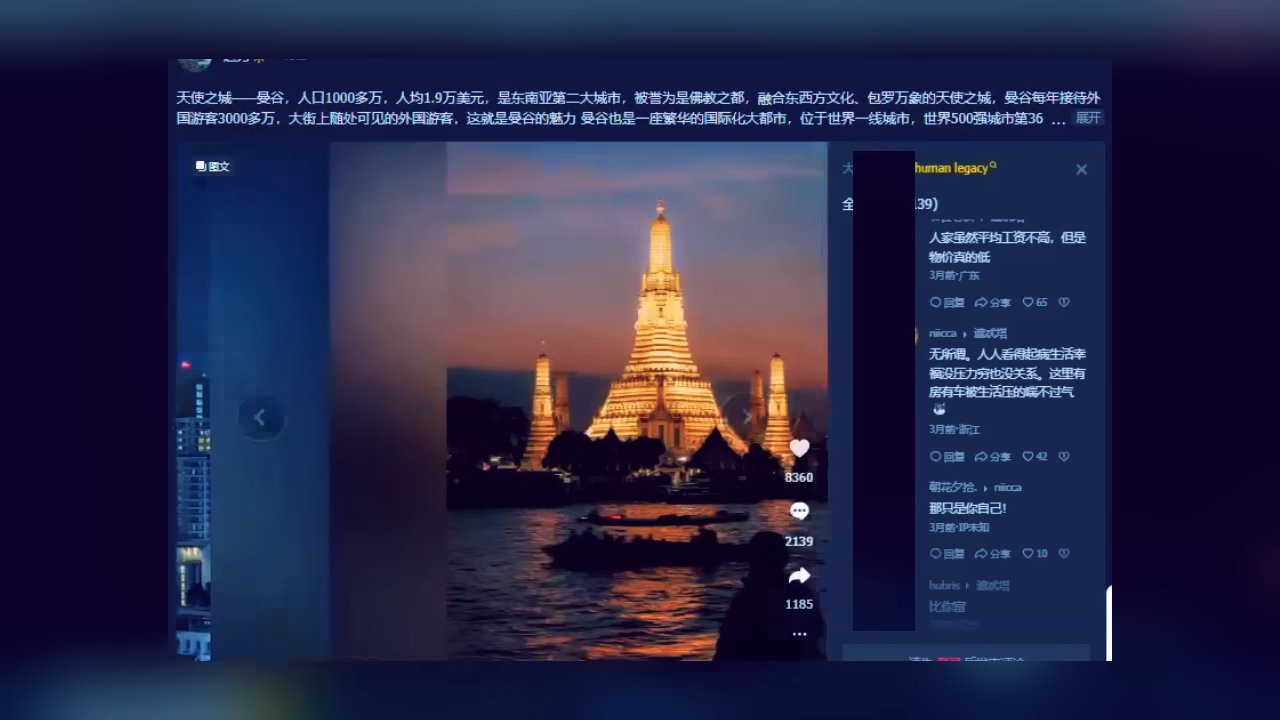 天使之城——曼谷，人口1000多万，人均1.9万美元，是东南亚第二大城市，被誉为是佛教之都，融合东西方文化、包罗万象的天使之城，曼谷每年接待外
国游客3000多万，大街上随处可见的外国游客，这就是曼谷的魅力 曼谷也是一座繁华的国际化大都市，位于世界一线城市，世界500强城市第36 ... 展开
图文
大
human legacy
全
139)
人家虽然平均工资不高，但是
物价真的低
3月前·广东
回复 分享 65
niicca
无所谓。人人看得起病生活幸
福没压力穷也没关系。这里有
房有车被生活压的喘不过气
3月前·浙江
回复 分享 42
朝花夕拾. niicca
那只是你自己!
3月前·IP未知
回复 分享 10
hubris
比你富
8360
2139
1185